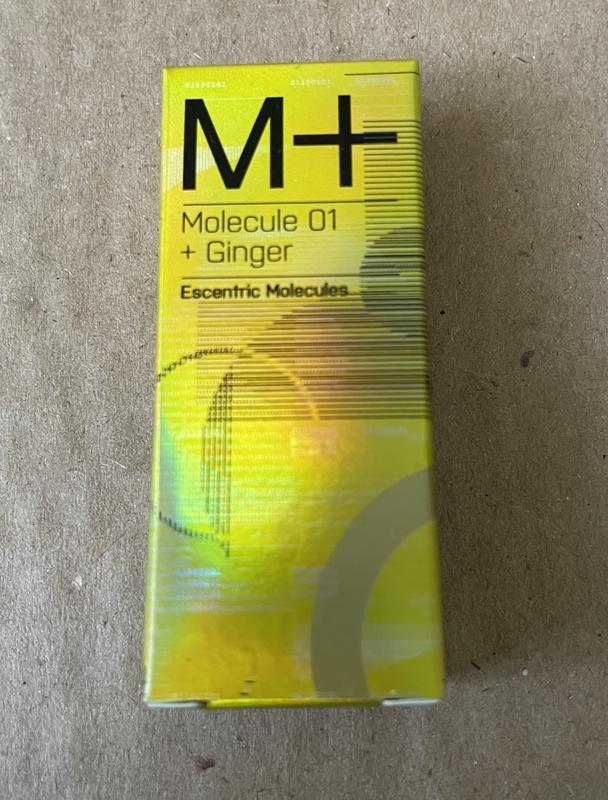 M+
Molecule 01
+ Ginger
Escentric Molecules